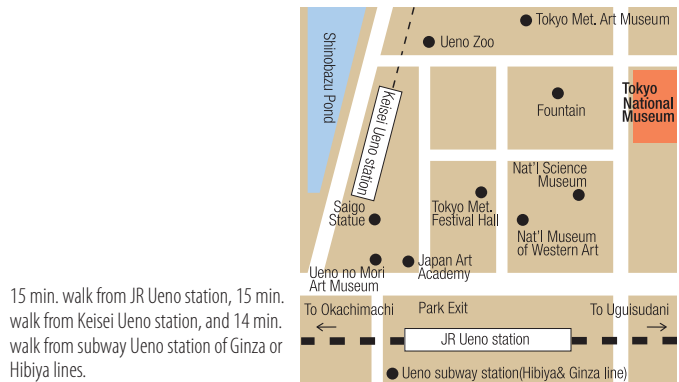 Tokyo Met. Art Museum
Ueno Zoo
Shinobazu Pond
Keisei Ueno station
Fountain
Tokyo
National
Museum
Nat'l Science
Museum
Saigo
Statue
Tokyo Met.
Festival Hall
Nat'l Museum
of Western Art
Ueno no Mori
Art Museum
Japan Art
Academy
15 min. walk from JR Ueno station, 15 min.
walk from Keisei Ueno station, and 14 min.
walk from subway Ueno station of Ginza or
Hibiya lines.
To Okachimachi
Park Exit
To Uguisudani
JR Ueno station
Ueno subway station(Hibiya& Ginza line)